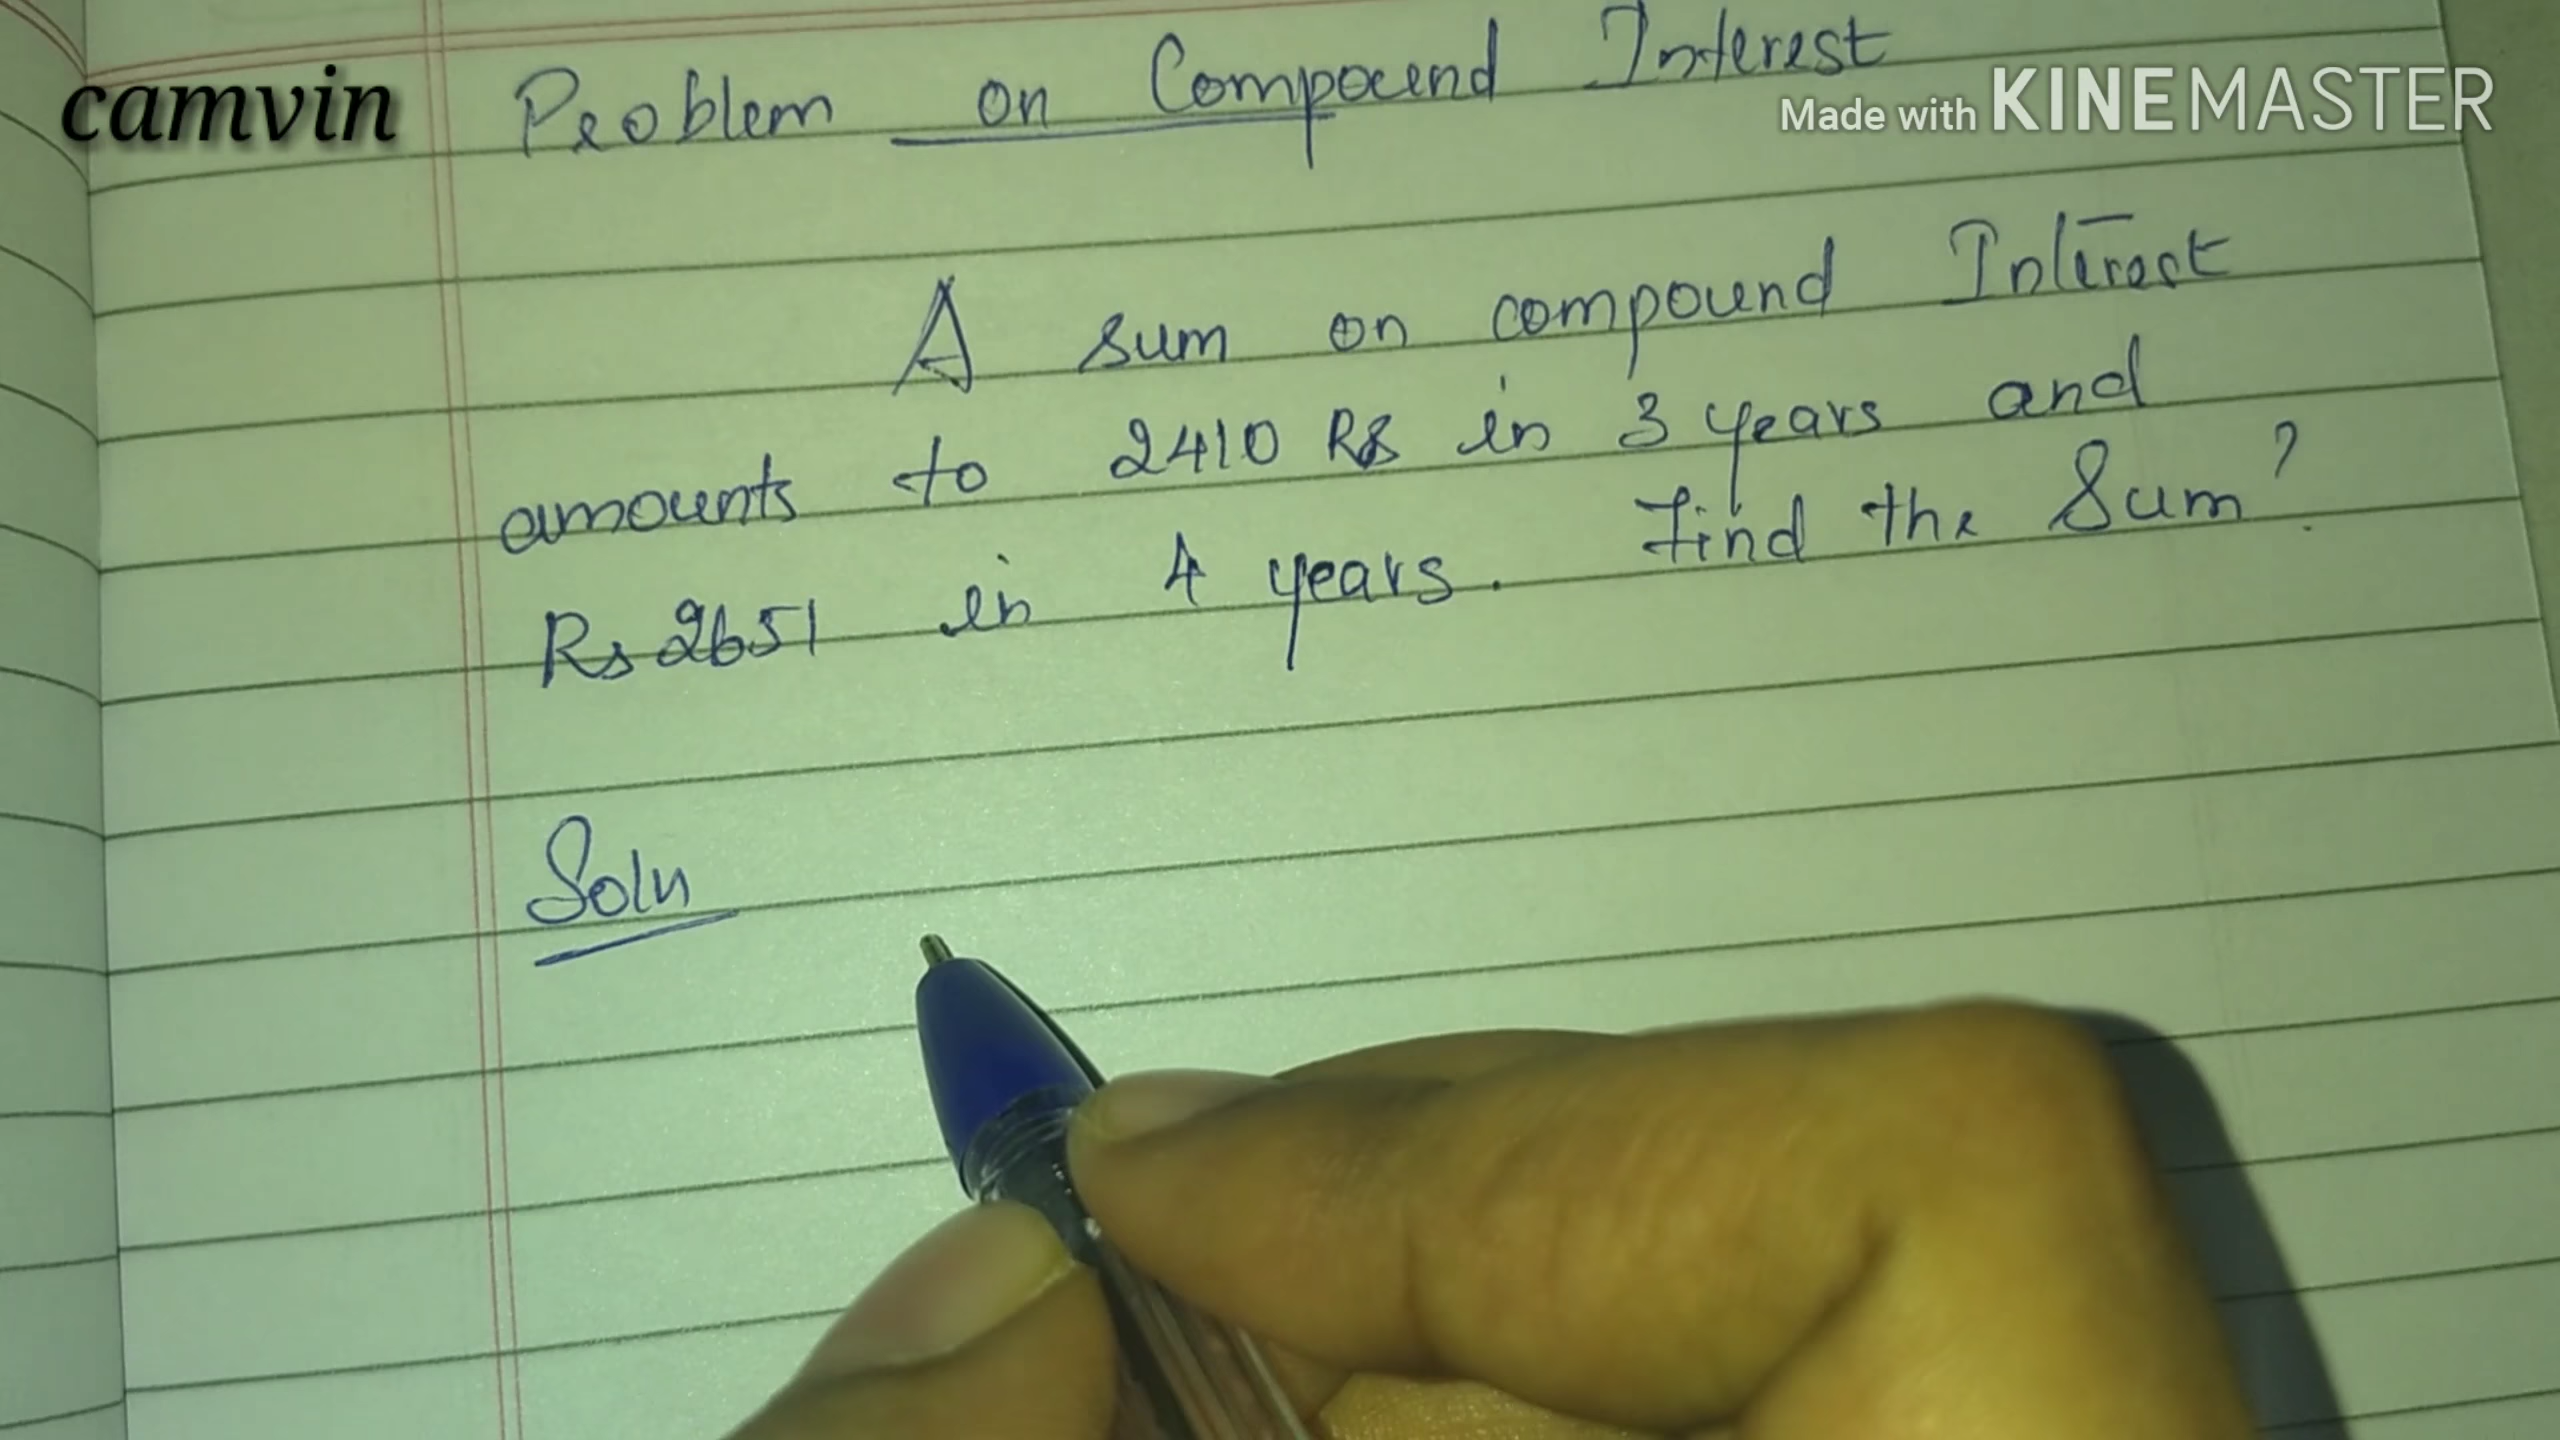 camvin
Made with KINEMASTER
Problem on Compound Interest
A sum on compound Interest
amounts to 2410 Rs in 3 years and
Rs 2651 in 4 years. Find the Sum?
Soln